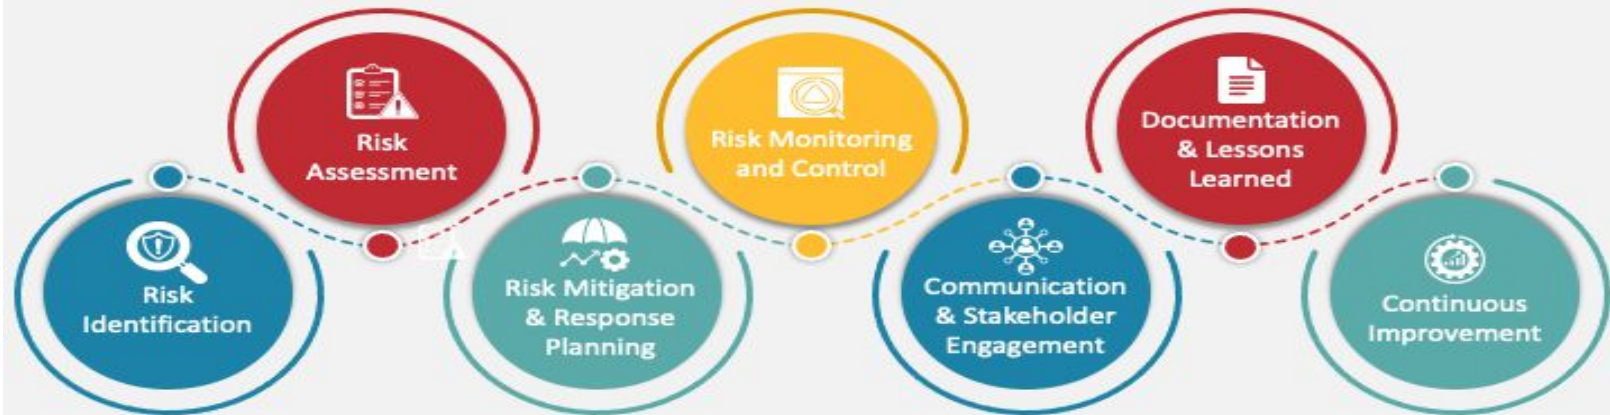 Risk
Identification
Risk
Assessment
Risk Mitigation
& Response
Planning
Risk Monitoring
and Control
Communication
& Stakeholder
Engagement
Documentation
& Lessons
Learned
Continuous
Improvement